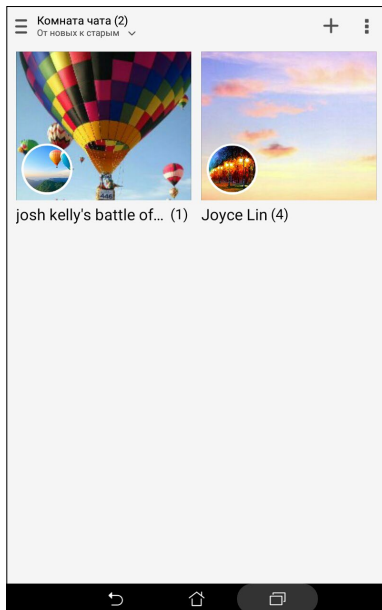 Комната чата (2)
От новых к старым
josh kelly's battle of... (1)
Joyce Lin (4)